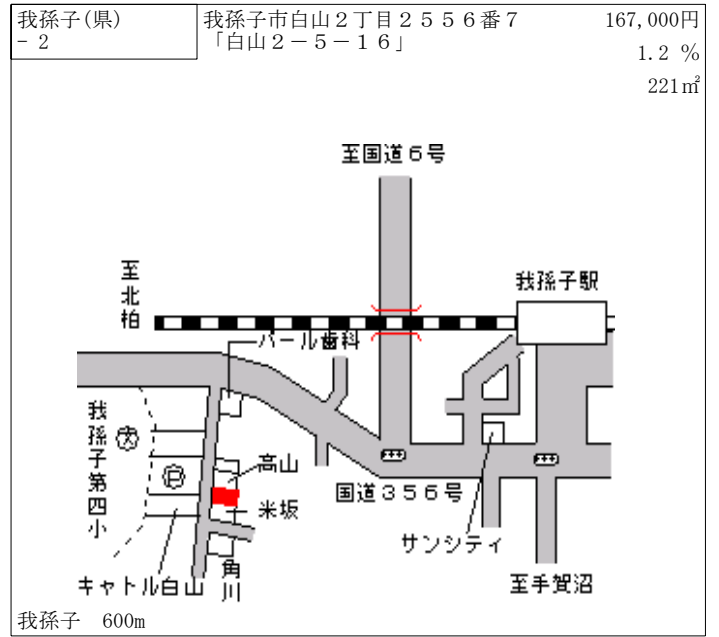 我孫子(県)
- 2
我孫子市白山２丁目２５５６番７
「白山２－５－１６」
167,000円
1.2 %
221㎡
至国道６号
至北柏
我孫子駅
パール歯科
我孫子第四小
文
P
高山
米坂
国道３５６号
サンシティ
キャトル白山
角川
至手賀沼
我孫子 600m